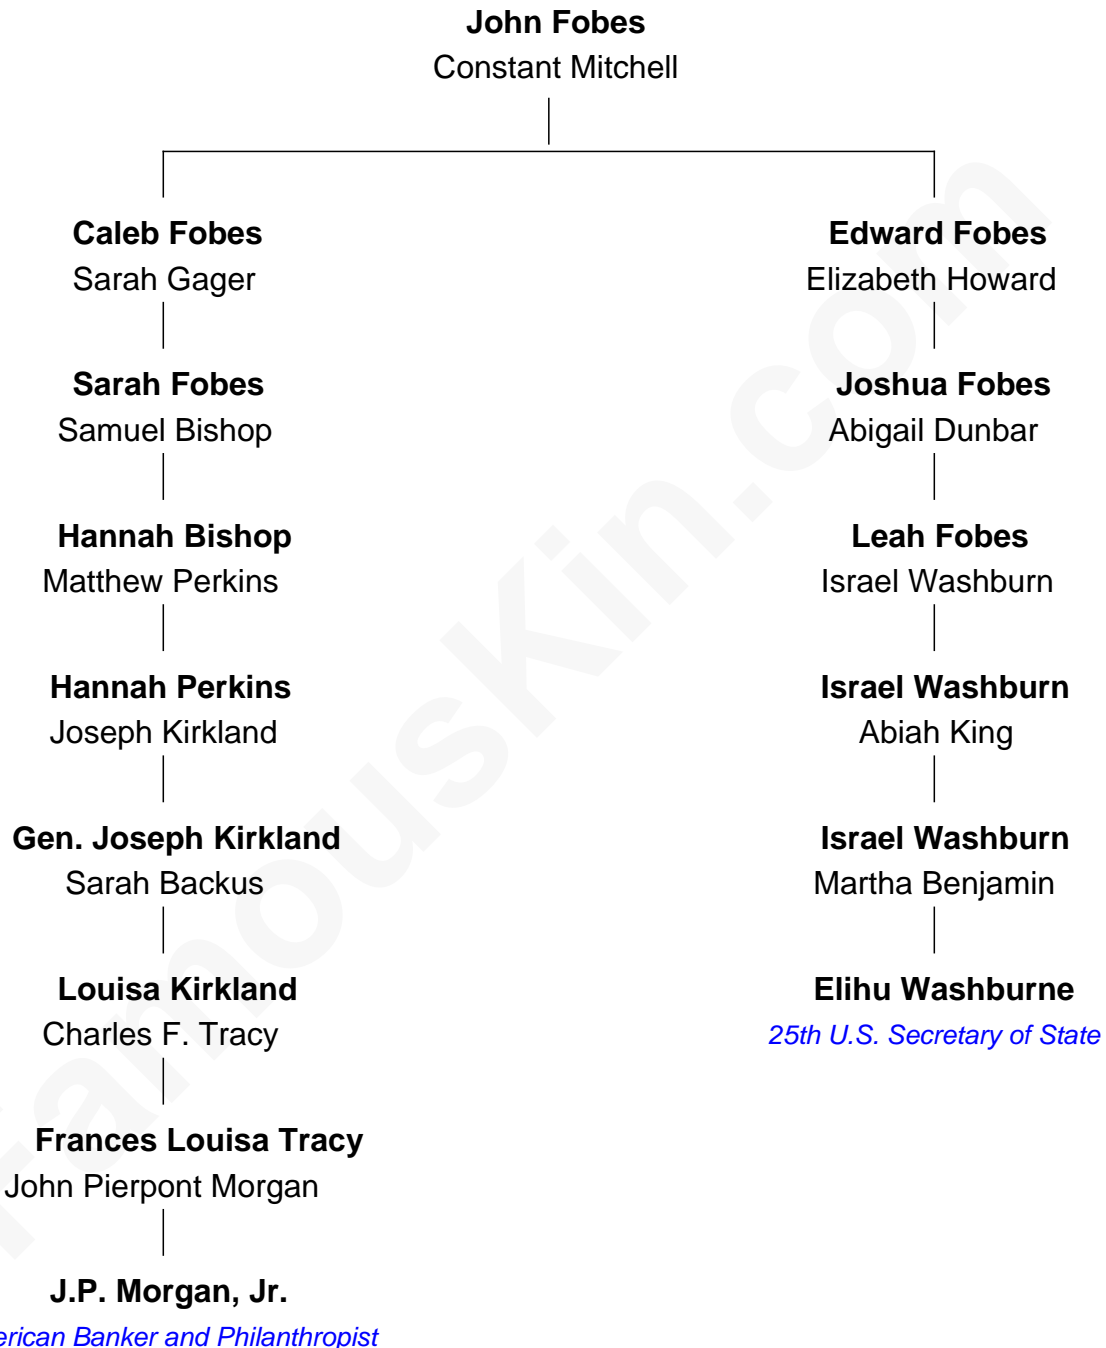 John Fobes
Constant Mitchell
Caleb Fobes
Sarah Gager
Edward Fobes
Elizabeth Howard
Sarah Fobes
Samuel Bishop
Joshua Fobes
Abigail Dunbar
Hannah Bishop
Matthew Perkins
Leah Fobes
Israel Washburn
Hannah Perkins
Joseph Kirkland
Israel Washburn
Abiah King
Gen. Joseph Kirkland
Sarah Backus
Israel Washburn
Martha Benjamin
Louisa Kirkland
Charles F. Tracy
Elihu Washburne
25th U.S. Secretary of State
Frances Louisa Tracy
John Pierpont Morgan
J.P. Morgan, Jr.
erican Banker and Philanthropist
FamousKin.com